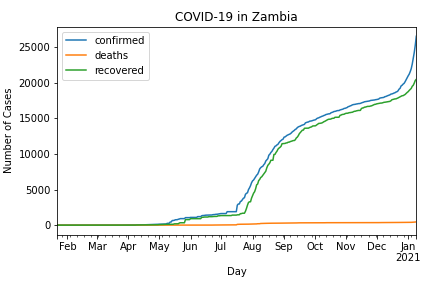 COVID-19 in Zambia
confirmed
deaths
recovered
Number of Cases
25000
20000
15000
10000
5000
0
Feb Mar Apr May Jun Jul Aug Sep Oct Nov Dec Jan
2021
Day